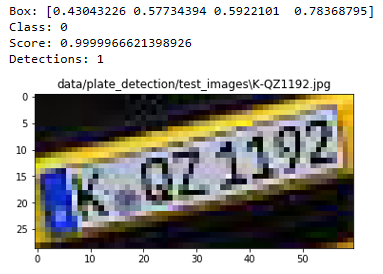 Box: [0.43043226 0.57734394 0.5922101  0.78368795]
Class: 0
Score: 0.9999966621398926
Detections: 1
data/plate_detection/test_images\K-QZ1192.jpg
0
5
10
15
20
25
K QZ 1192
0 10 20 30 40 50